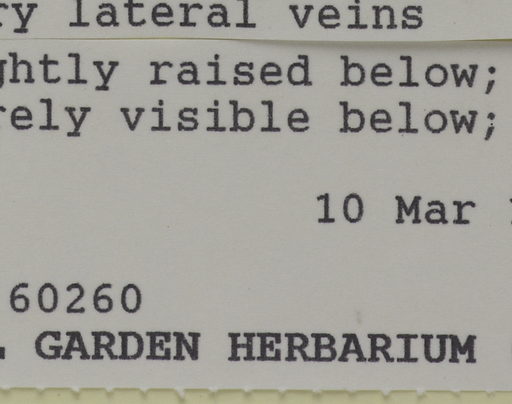 ry lateral veins
ghtly raised below;
rely visible below;
10 Mar
60260
. GARDEN HERBARIUM